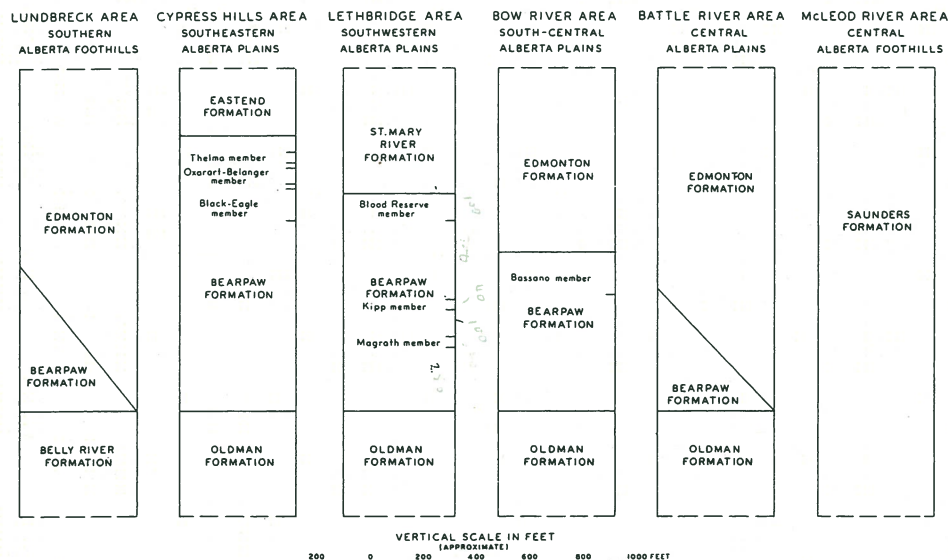 LUNDBRECK AREA
SOUTHERN
ALBERTA FOOTHILLS
EDMONTON
FORMATION
BEARPAW
FORMATION
BELLY RIVER
FORMATION
CYPRESS HILLS AREA
SOUTHEASTERN
ALBERTA PLAINS
EASTEND
FORMATION
Thelma member
Oxarart-Belanger
member
Black-Eagle
member
BEARPAW
FORMATION
OLDMAN
FORMATION
LETHBRIDGE AREA
SOUTHWESTERN
ALBERTA PLAINS
ST. MARY
RIVER
FORMATION
Blood Reserve
member
BEARPAW
FORMATION
Kipp member
Magrath member
OLDMAN
FORMATION
BOW RIVER AREA
SOUTH-CENTRAL
ALBERTA PLAINS
EDMONTON
FORMATION
Bassano member
BEARPAW
FORMATION
OLDMAN
FORMATION
BATTLE RIVER AREA
CENTRAL
ALBERTA PLAINS
EDMONTON
FORMATION
BEARPAW
FORMATION
OLDMAN
FORMATION
McLEOD RIVER AREA
CENTRAL
ALBERTA FOOTHILLS
SAUNDERS
FORMATION
VERTICAL SCALE IN FEET
(APPROXIMATE)
200 0 200 400 600 800 1000 FEET